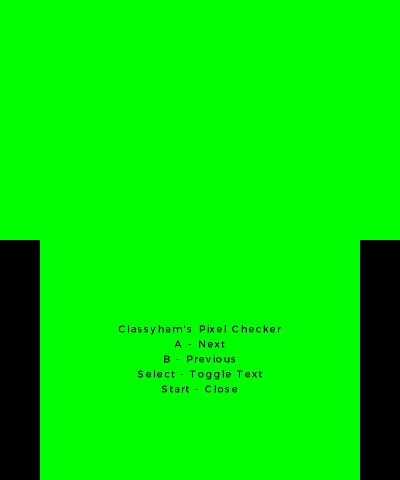 Classyham's Pixel Checker
A - Next
B - Previous
Select - Toggle Text
Start - Close